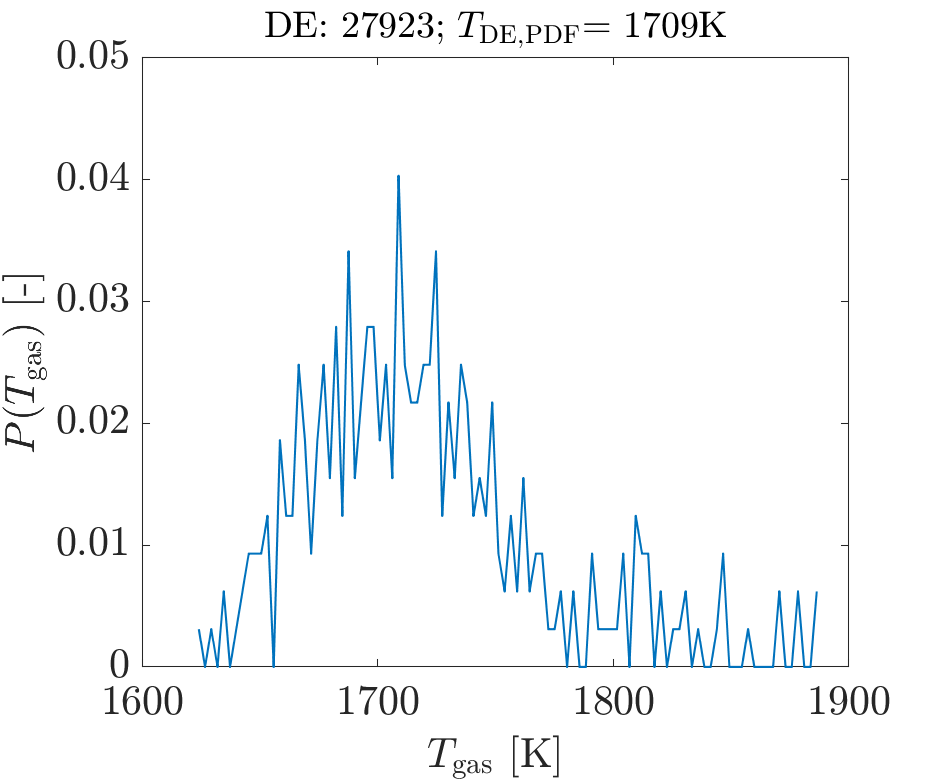 DE: 27923; T_DE,PDF= 1709K
0.05
0.04
0.03
0.02
0.01
0
P(T_gas) [-]
1600 1700 1800 1900
T_gas [K]